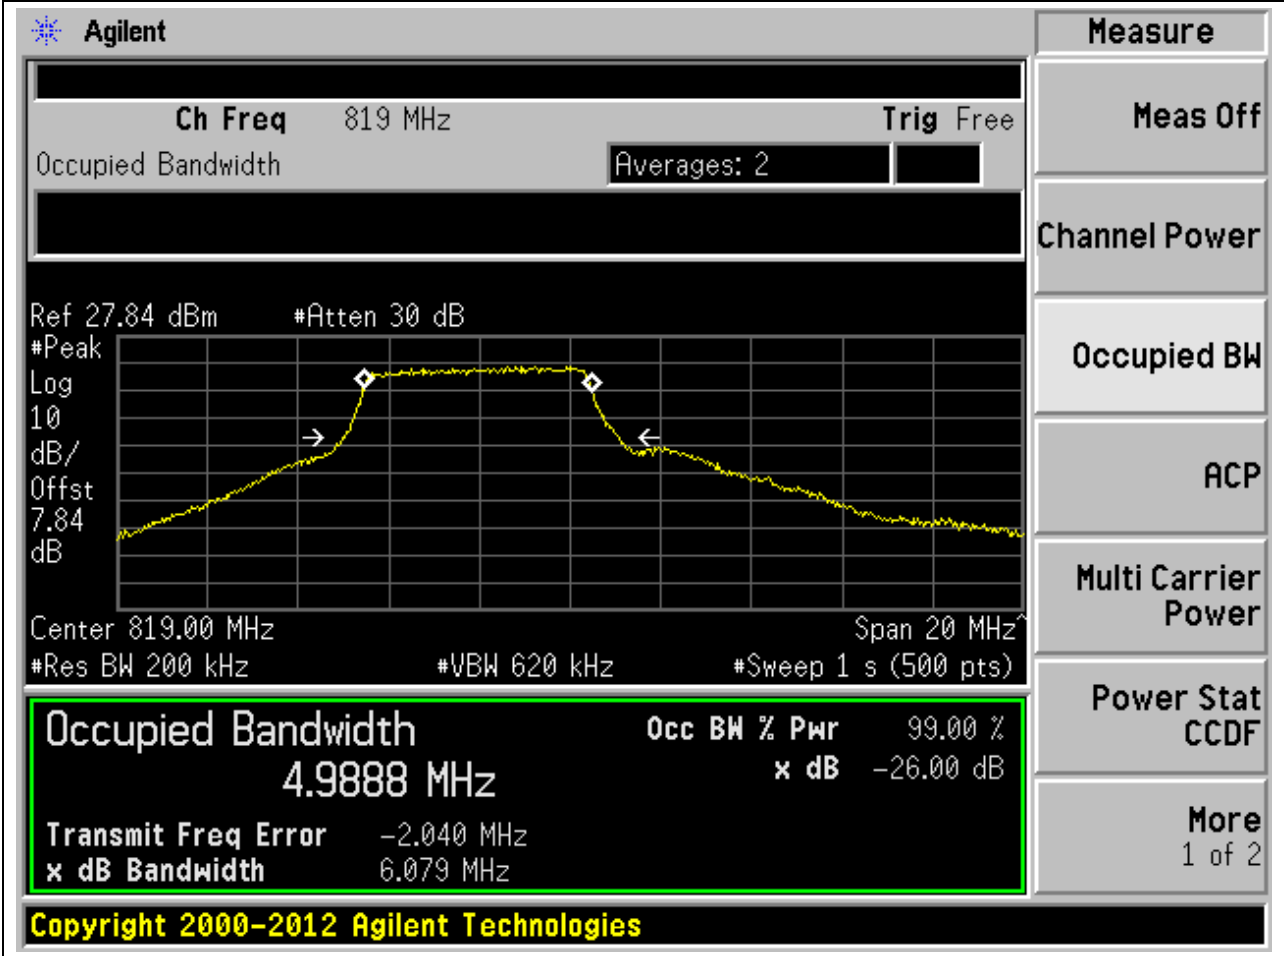 Agilent
Measure
Ch Freq 819 MHz Trig Free
Occupied Bandwidth Averages: 2
Meas Off
Channel Power
Ref 27.84 dBm #Atten 30 dB
#Peak
Log
10
dB/
Offst
7.84
dB
Occupied BW
ACP
Center 819.00 MHz Span 20 MHz^
#Res BW 200 kHz #VBW 620 kHz #Sweep 1 s (500 pts)
Multi Carrier
Power
Occupied Bandwidth Occ BW % Pwr 99.00 %
4.9888 MHz x dB -26.00 dB
Transmit Freq Error -2.040 MHz
x dB Bandwidth 6.079 MHz
Power Stat
CCDF
More
1 of 2
Copyright 2000-2012 Agilent Technologies